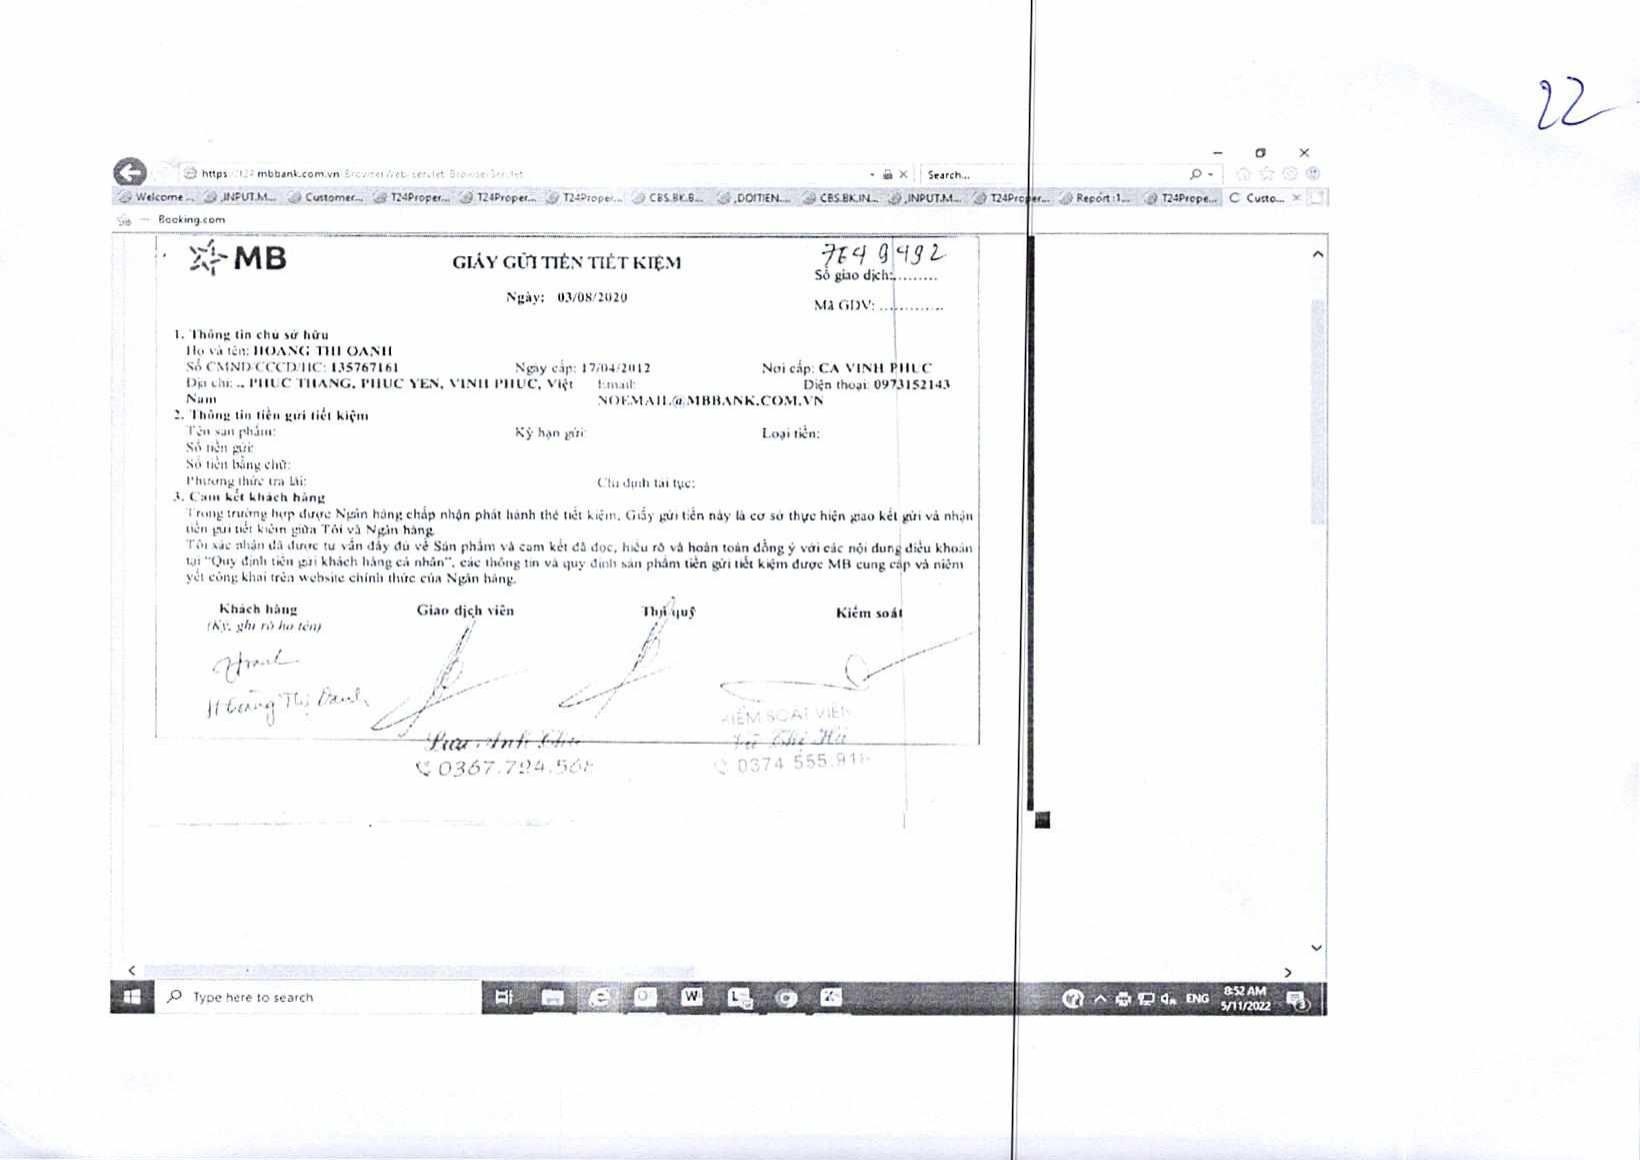 22
https://t24.mbbank.com.vn/BrowserWeb/servlet/BrowserServlet
Search...
Welcome ... ,INPUT.M... Customer... T24Proper... T24Proper... T24Proper... CBS.BK.B... ,DOITIEN.... CBS.BK.IN... ,INPUT.M... T24Proper... Report :1... T24Prope... Custo...
Booking.com
MB
GIẤY GỬI TIỀN TIẾT KIỆM
Số giao dịch:.........
Ngày: 03/08/2020
Mã GDV: .............
1. Thông tin chủ sở hữu
Họ và tên: HOANG THI OANH
Số CMND/CCCD/HC: 135767161 Ngày cấp: 17/04/2012 Nơi cấp: CA VINH PHUC
Địa chỉ: ., PHUC THANG, PHUC YEN, VINH PHUC, Việt Nam Email: NOEMAIL@MBBANK.COM.VN Điện thoại: 0973152143
2. Thông tin tiền gửi tiết kiệm
Tên sản phẩm: Kỳ hạn gửi: Loại tiền:
Số tiền gửi:
Số tiền bằng chữ:
Phương thức trả lãi: Chỉ định tái tục:
3. Cam kết khách hàng
Trong trường hợp được Ngân hàng chấp nhận phát hành thẻ tiết kiệm, Giấy gửi tiền này là cơ sở thực hiện giao kết gửi và nhận
tiền gửi tiết kiệm giữa Tôi và Ngân hàng.
Tôi xác nhận đã được tư vấn đầy đủ về Sản phẩm và cam kết đã đọc, hiểu rõ và hoàn toàn đồng ý với các nội dung điều khoản
tại "Quy định tiền gửi khách hàng cá nhân", các thông tin và quy định sản phẩm tiền gửi tiết kiệm được MB cung cấp và niêm
yết công khai trên website chính thức của Ngân hàng.
Khách hàng Giao dịch viên Thủ quỹ Kiểm soát
(Ký, ghi rõ họ tên)
Hoàng Thị Oanh
KIỂM SOÁT VIÊN
0367.794.568
0374 555.918
Type here to search
ENG
8:52 AM
5/11/2022